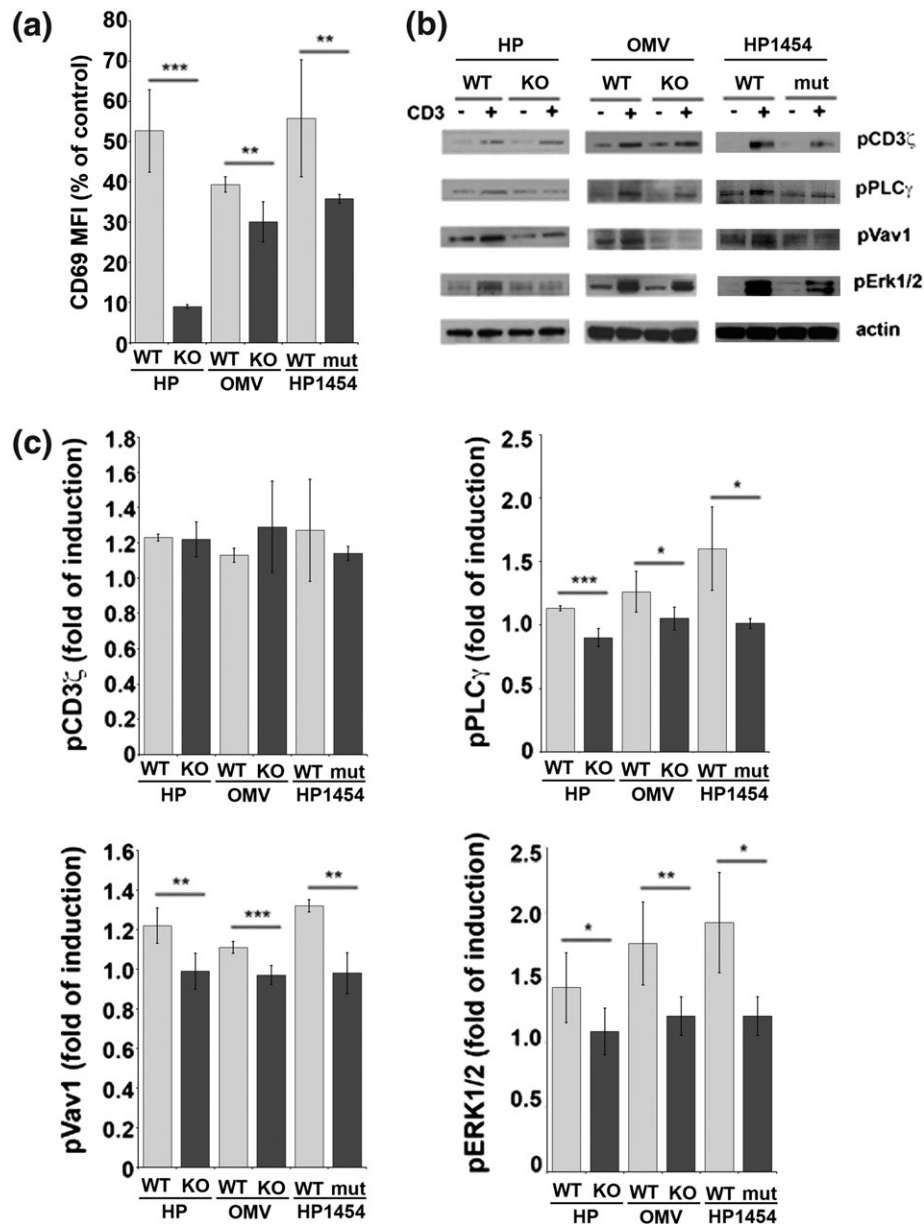 (a)
CD69 MFI (% of control)
80
70
60
50
40
30
20
10
0
***
**
**
WT KO WT KO WT mut
HP OMV HP1454
(b)
HP OMV HP1454
WT KO WT KO WT mut
CD3 - + - + - + - + - + - +
pCD3ζ
pPLCγ
pVav1
pErk1/2
actin
(c)
pCD3ζ (fold of induction)
1.8
1.6
1.4
1.2
1.0
0.8
0.6
0.4
0.2
0
WT KO WT KO WT mut
HP OMV HP1454
pPLCγ (fold of induction)
2.5
2.0
1.5
1.0
0.5
0
***
*
*
WT KO WT KO WT mut
HP OMV HP1454
pVav1 (fold of induction)
1.6
1.4
1.2
1.0
0.8
0.6
0.4
0.2
0
**
***
**
WT KO WT KO WT mut
HP OMV HP1454
pERK1/2 (fold of induction)
2.5
2.0
1.5
1.0
0.5
0
*
**
*
WT KO WT KO WT mut
HP OMV HP1454